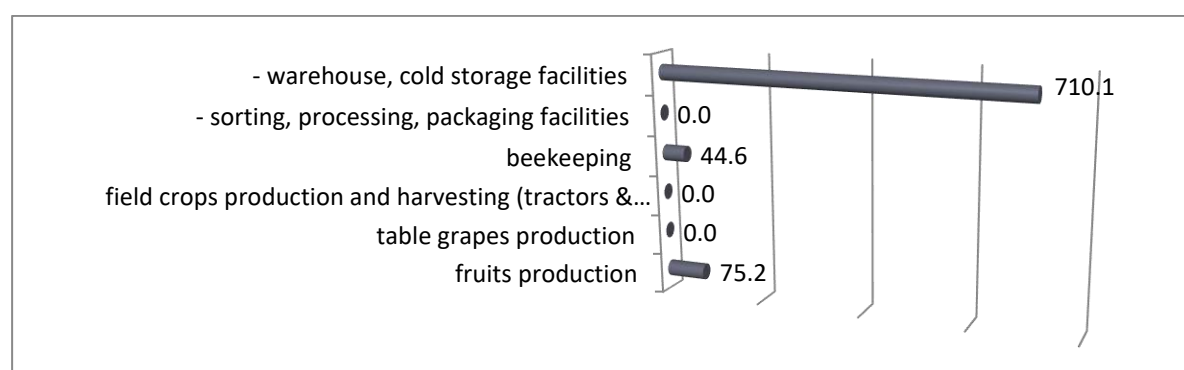 - warehouse, cold storage facilities 710.1
- sorting, processing, packaging facilities 0.0
beekeeping 44.6
field crops production and harvesting (tractors &... 0.0
table grapes production 0.0
fruits production 75.2